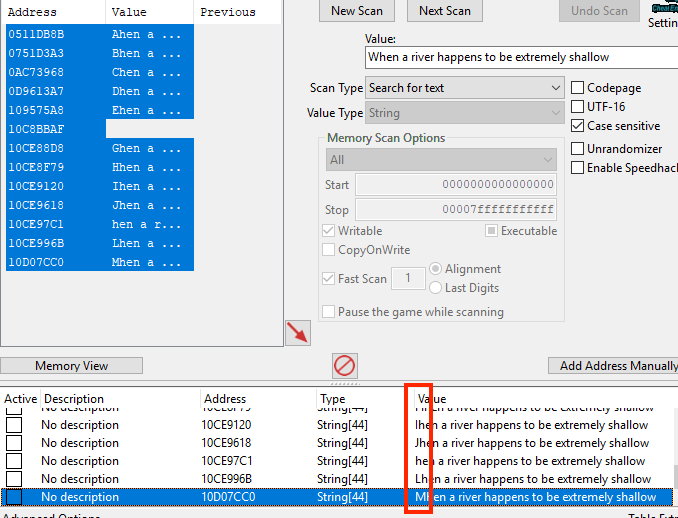 Address Value Previous
0511DB8B Ahen a ...
0751D3A3 Bhen a ...
0AC73968 Chen a ...
0D9613A7 Dhen a ...
109575A8 Ehen a ...
10C8BBAF
10CE88D8 Ghen a ...
10CE8F79 Hhen a ...
10CE9120 Ihen a ...
10CE9618 Jhen a ...
10CE97C1 hen a r...
10CE996B Lhen a ...
10D07CC0 Mhen a ...
New Scan Next Scan Undo Scan
Value:
When a river happens to be extremely shallow
Scan Type Search for text
Value Type String
Codepage
UTF-16
Case sensitive
Unrandomizer
Enable Speedhack
Memory Scan Options
All
Start 0000000000000000
Stop 00007fffffffffff
Writable Executable
CopyOnWrite
Fast Scan 1 Alignment
Last Digits
Pause the game while scanning
Memory View Add Address Manually
Active Description Address Type Value
No description 10CE8F79 String[44] Hhen a river happens to be extremely shallow
No description 10CE9120 String[44] Ihen a river happens to be extremely shallow
No description 10CE9618 String[44] Jhen a river happens to be extremely shallow
No description 10CE97C1 String[44] hen a river happens to be extremely shallow
No description 10CE996B String[44] Lhen a river happens to be extremely shallow
No description 10D07CC0 String[44] Mhen a river happens to be extremely shallow
Advanced Options